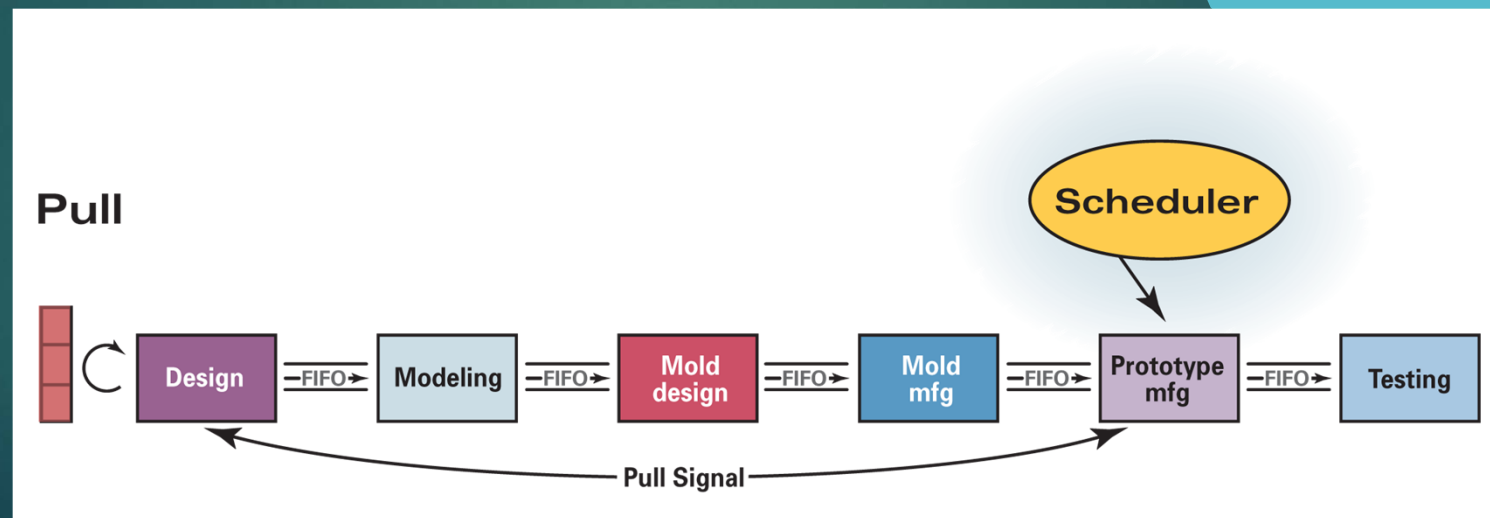 Pull
Scheduler
Design
FIFO
Modeling
FIFO
Mold
design
FIFO
Mold
mfg
FIFO
Prototype
mfg
FIFO
Testing
Pull Signal